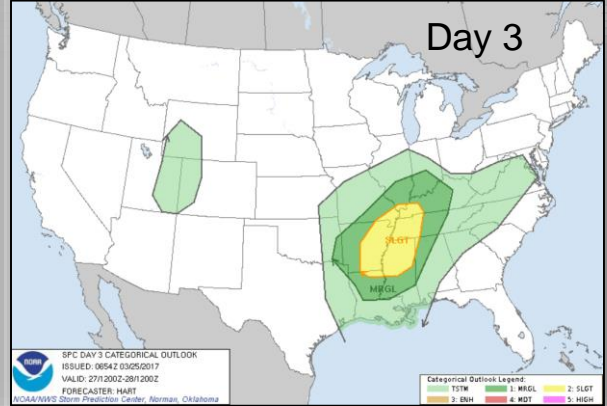 Day 3
SLGT
MRGL
NOAA
SPC DAY 3 CATEGORICAL OUTLOOK
ISSUED: 0654Z 03/25/2017
VALID: 27/1200Z-28/1200Z
FORECASTER: HART
NOAA/NWS Storm Prediction Center, Norman, Oklahoma
Categorical Outlook Legend:
TSTM 1: MRGL 2: SLGT
3: ENH 4: MDT 5: HIGH